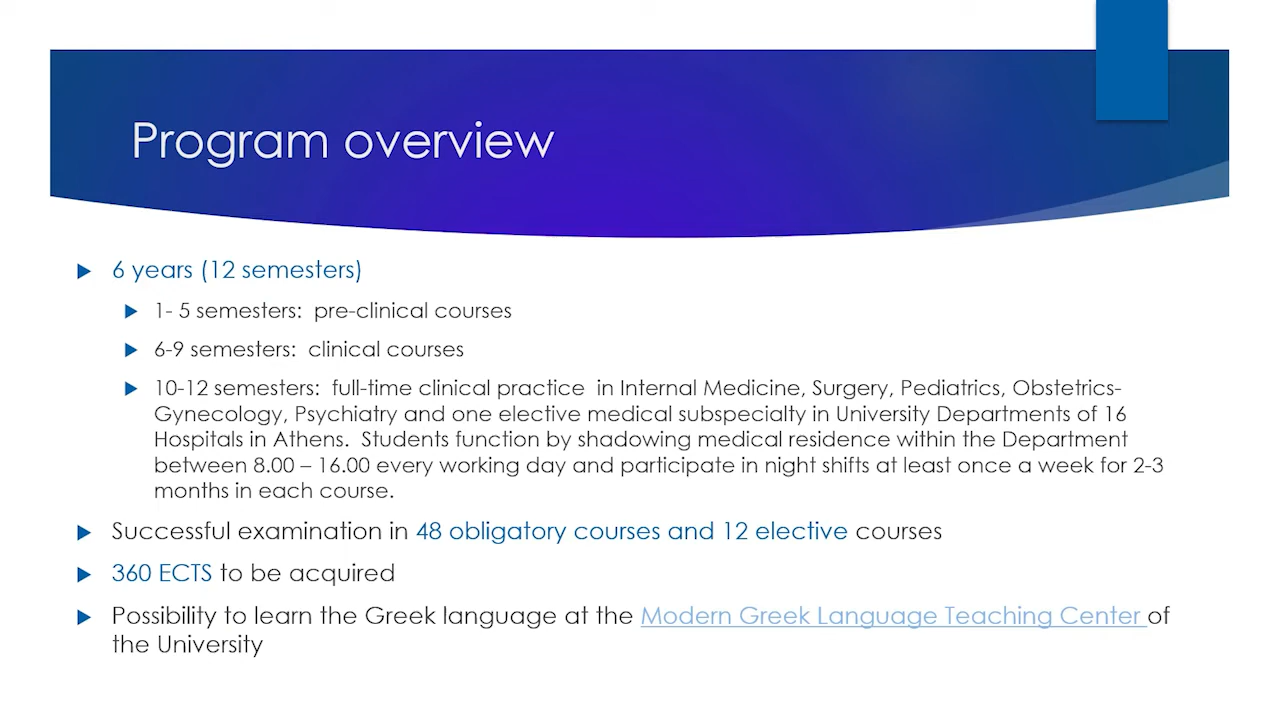 Program overview
6 years (12 semesters)
1- 5 semesters:  pre-clinical courses
6-9 semesters:  clinical courses
10-12 semesters:  full-time clinical practice  in Internal Medicine, Surgery, Pediatrics, Obstetrics-
Gynecology, Psychiatry and one elective medical subspecialty in University Departments of 16
Hospitals in Athens.  Students function by shadowing medical residence within the Department
between 8.00 – 16.00 every working day and participate in night shifts at least once a week for 2-3
months in each course.
Successful examination in 48 obligatory courses and 12 elective courses
360 ECTS to be acquired
Possibility to learn the Greek language at the Modern Greek Language Teaching Center of
the University